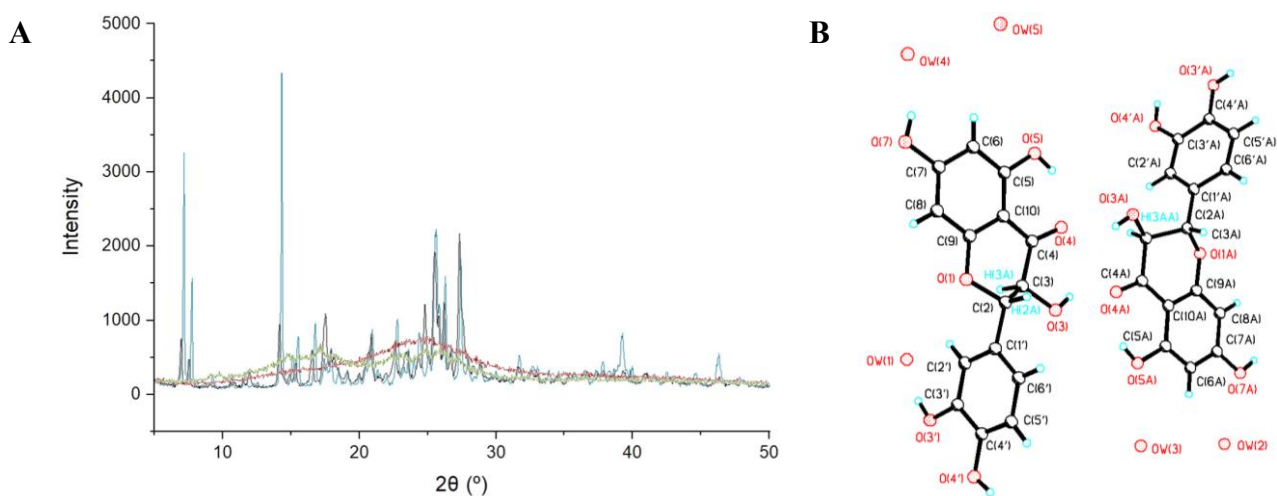 A
5000
4000
3000
2000
1000
0
Intensity
10
20
30
40
50
2θ (º)
B
OW(5)
OW(4)
O(7)
C(6)
O(5)
C(7)
C(5)
C(8)
C(10)
C(9)
C(4)
O(4)
O(1)
H(3A)
C(3)
C(2)
H(2A)
O(3)
C(1')
OW(1)
C(2')
C(6')
C(3')
C(5')
O(3')
C(4')
O(4')
O(3'A)
C(4'A)
O(4'A)
C(3'A)
C(5'A)
C(2'A)
C(6'A)
C(1'A)
O(3A)
C(2A)
H(3AA)
C(3A)
O(1A)
C(4A)
C(9A)
O(4A)
C(10A)
C(8A)
C(5A)
C(7A)
O(5A)
C(6A)
O(7A)
OW(3)
OW(2)